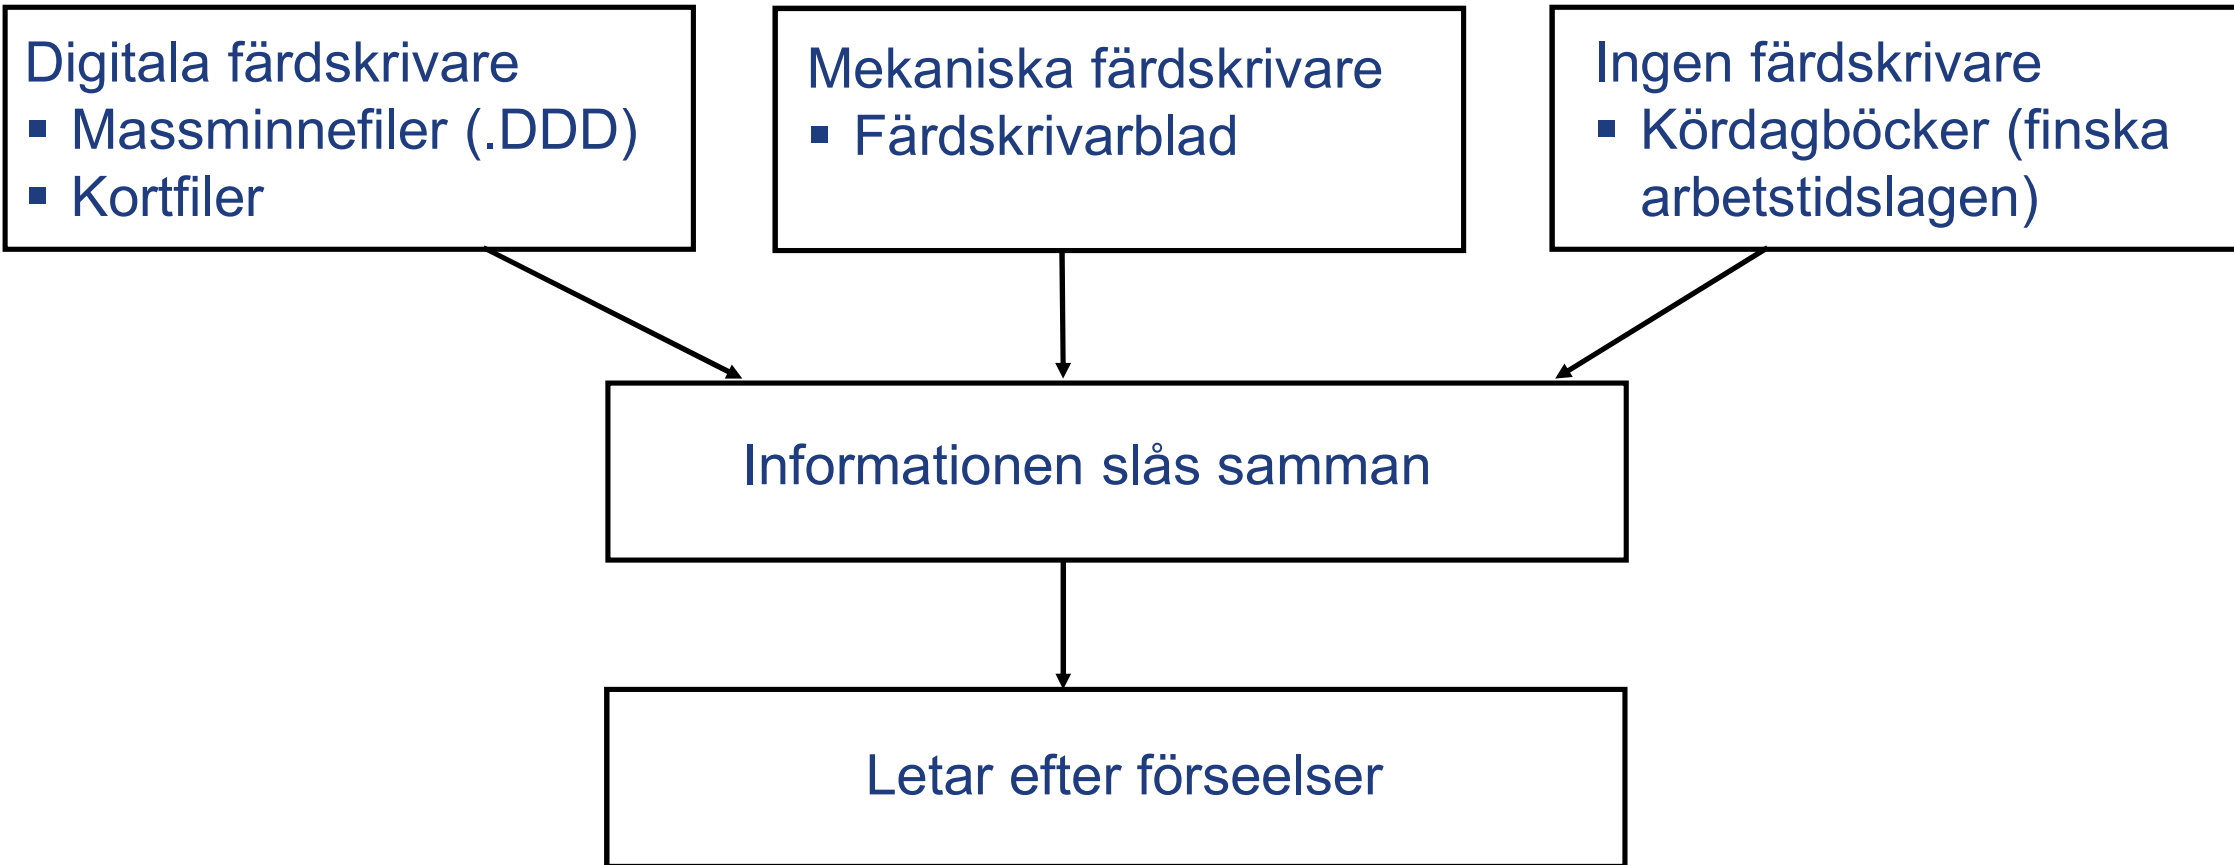 Digitala färdskrivare
▪ Massminnefiler (.DDD)
▪ Kortfiler
Mekaniska färdskrivare
▪ Färdskrivarblad
Ingen färdskrivare
▪ Kördagböcker (finska
arbetstidslagen)
Informationen slås samman
Letar efter förseelser